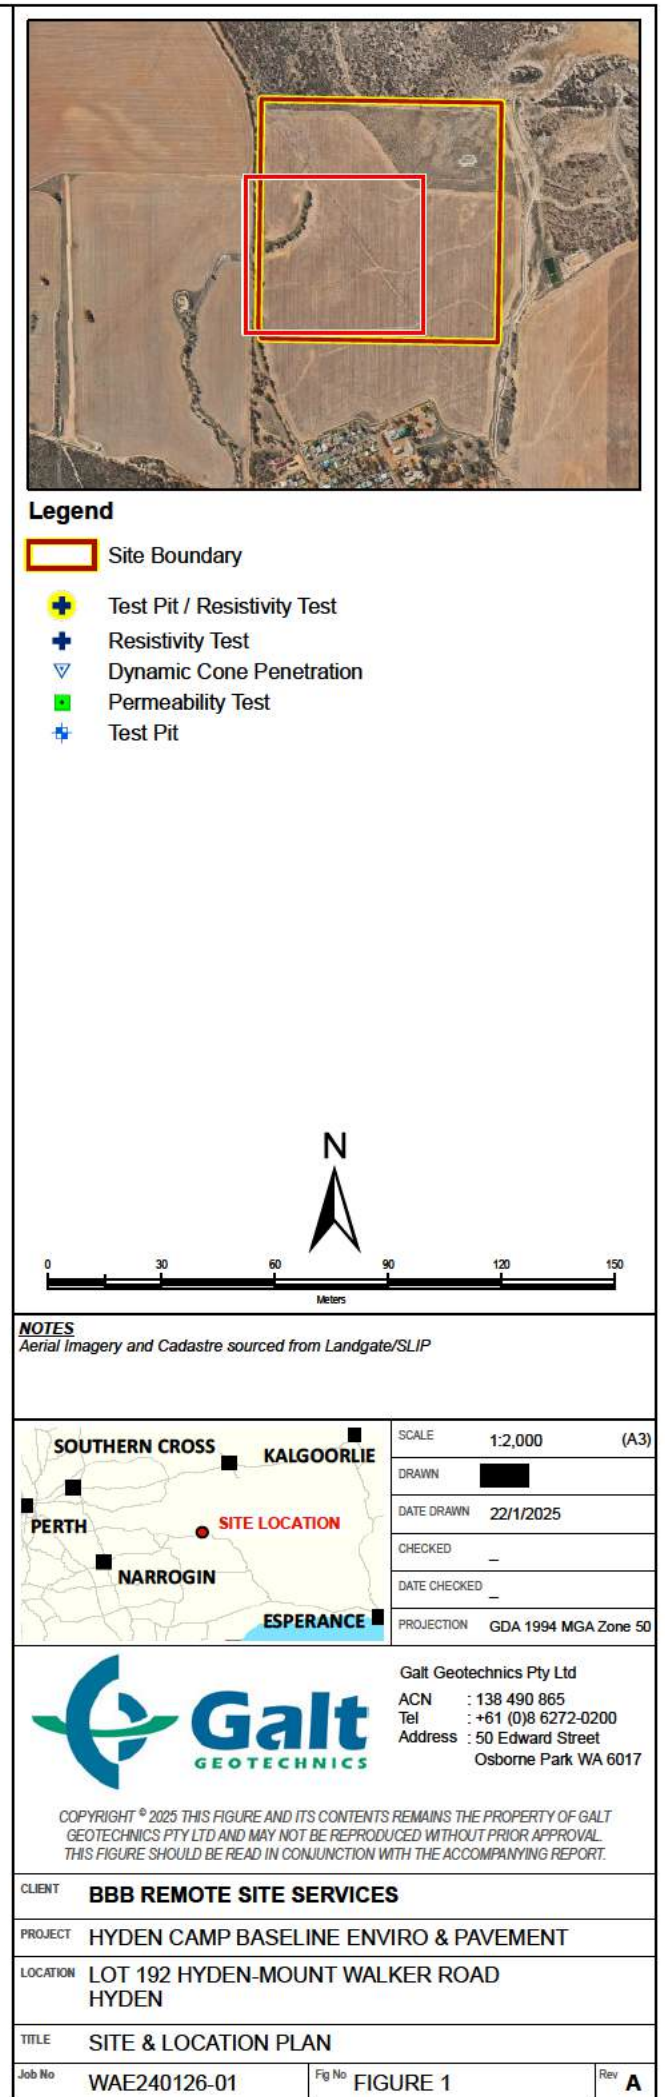 Legend
Site Boundary
Test Pit / Resistivity Test
Resistivity Test
Dynamic Cone Penetration
Permeability Test
Test Pit
N
0 30 60 90 120 150
Meters
NOTES
Aerial Imagery and Cadastre sourced from Landgate/SLIP
SOUTHERN CROSS
KALGOORLIE
PERTH
SITE LOCATION
NARROGIN
ESPERANCE
SCALE 1:2,000 (A3)
DRAWN
DATE DRAWN 22/1/2025
CHECKED _
DATE CHECKED _
PROJECTION GDA 1994 MGA Zone 50
Galt
GEOTECHNICS
Galt Geotechnics Pty Ltd
ACN : 138 490 865
Tel : +61 (0)8 6272-0200
Address : 50 Edward Street
Osborne Park WA 6017
COPYRIGHT © 2025 THIS FIGURE AND ITS CONTENTS REMAINS THE PROPERTY OF GALT
GEOTECHNICS PTY LTD AND MAY NOT BE REPRODUCED WITHOUT PRIOR APPROVAL.
THIS FIGURE SHOULD BE READ IN CONJUNCTION WITH THE ACCOMPANYING REPORT.
CLIENT BBB REMOTE SITE SERVICES
PROJECT HYDEN CAMP BASELINE ENVIRO & PAVEMENT
LOCATION LOT 192 HYDEN-MOUNT WALKER ROAD
HYDEN
TITLE SITE & LOCATION PLAN
Job No WAE240126-01 Fig No FIGURE 1 Rev A